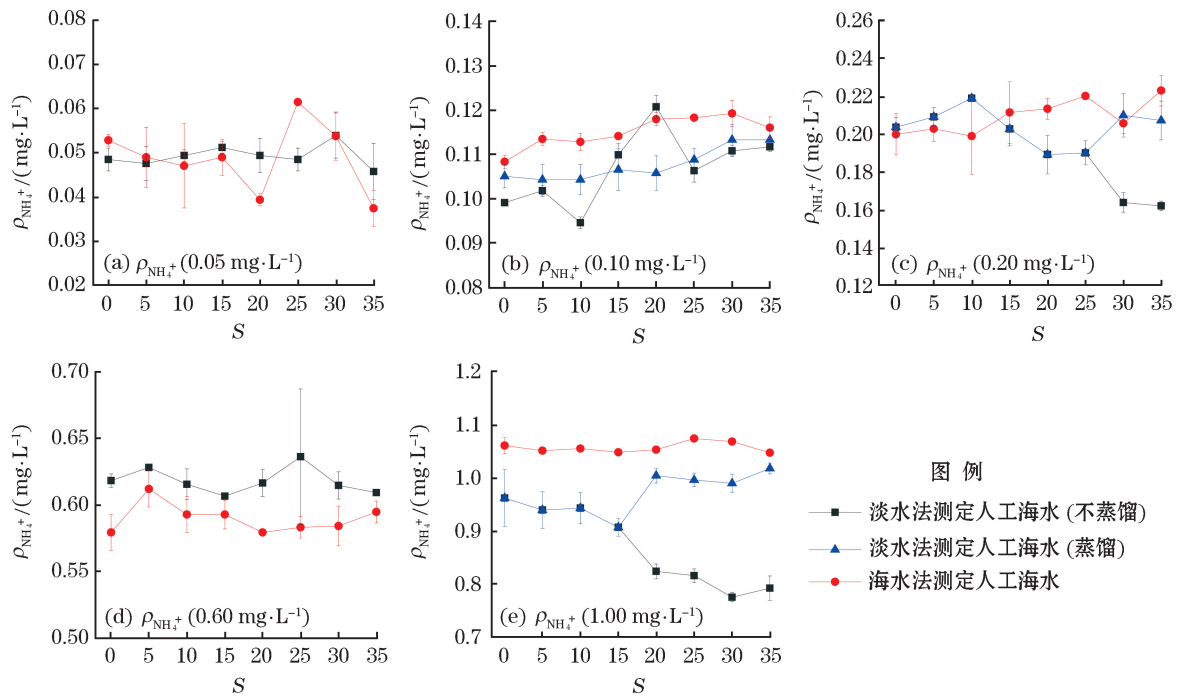 0.08
0.07
0.06
0.05
0.04
0.03
0.02
ρNH₄⁺/(mg·L⁻¹)
(a) ρNH₄⁺ (0.05 mg·L⁻¹)
0 5 10 15 20 25 30 35
S
0.14
0.13
0.12
0.11
0.10
0.09
0.08
ρNH₄⁺/(mg·L⁻¹)
(b) ρNH₄⁺ (0.10 mg·L⁻¹)
0 5 10 15 20 25 30 35
S
0.26
0.24
0.22
0.20
0.18
0.16
0.14
0.12
ρNH₄⁺/(mg·L⁻¹)
(c) ρNH₄⁺ (0.20 mg·L⁻¹)
0 5 10 15 20 25 30 35
S
0.70
0.65
0.60
0.55
0.50
ρNH₄⁺/(mg·L⁻¹)
(d) ρNH₄⁺ (0.60 mg·L⁻¹)
0 5 10 15 20 25 30 35
S
1.2
1.1
1.0
0.9
0.8
0.7
ρNH₄⁺/(mg·L⁻¹)
(e) ρNH₄⁺ (1.00 mg·L⁻¹)
0 5 10 15 20 25 30 35
S
图 例
淡水法测定人工海水 (不蒸馏)
淡水法测定人工海水 (蒸馏)
海水法测定人工海水